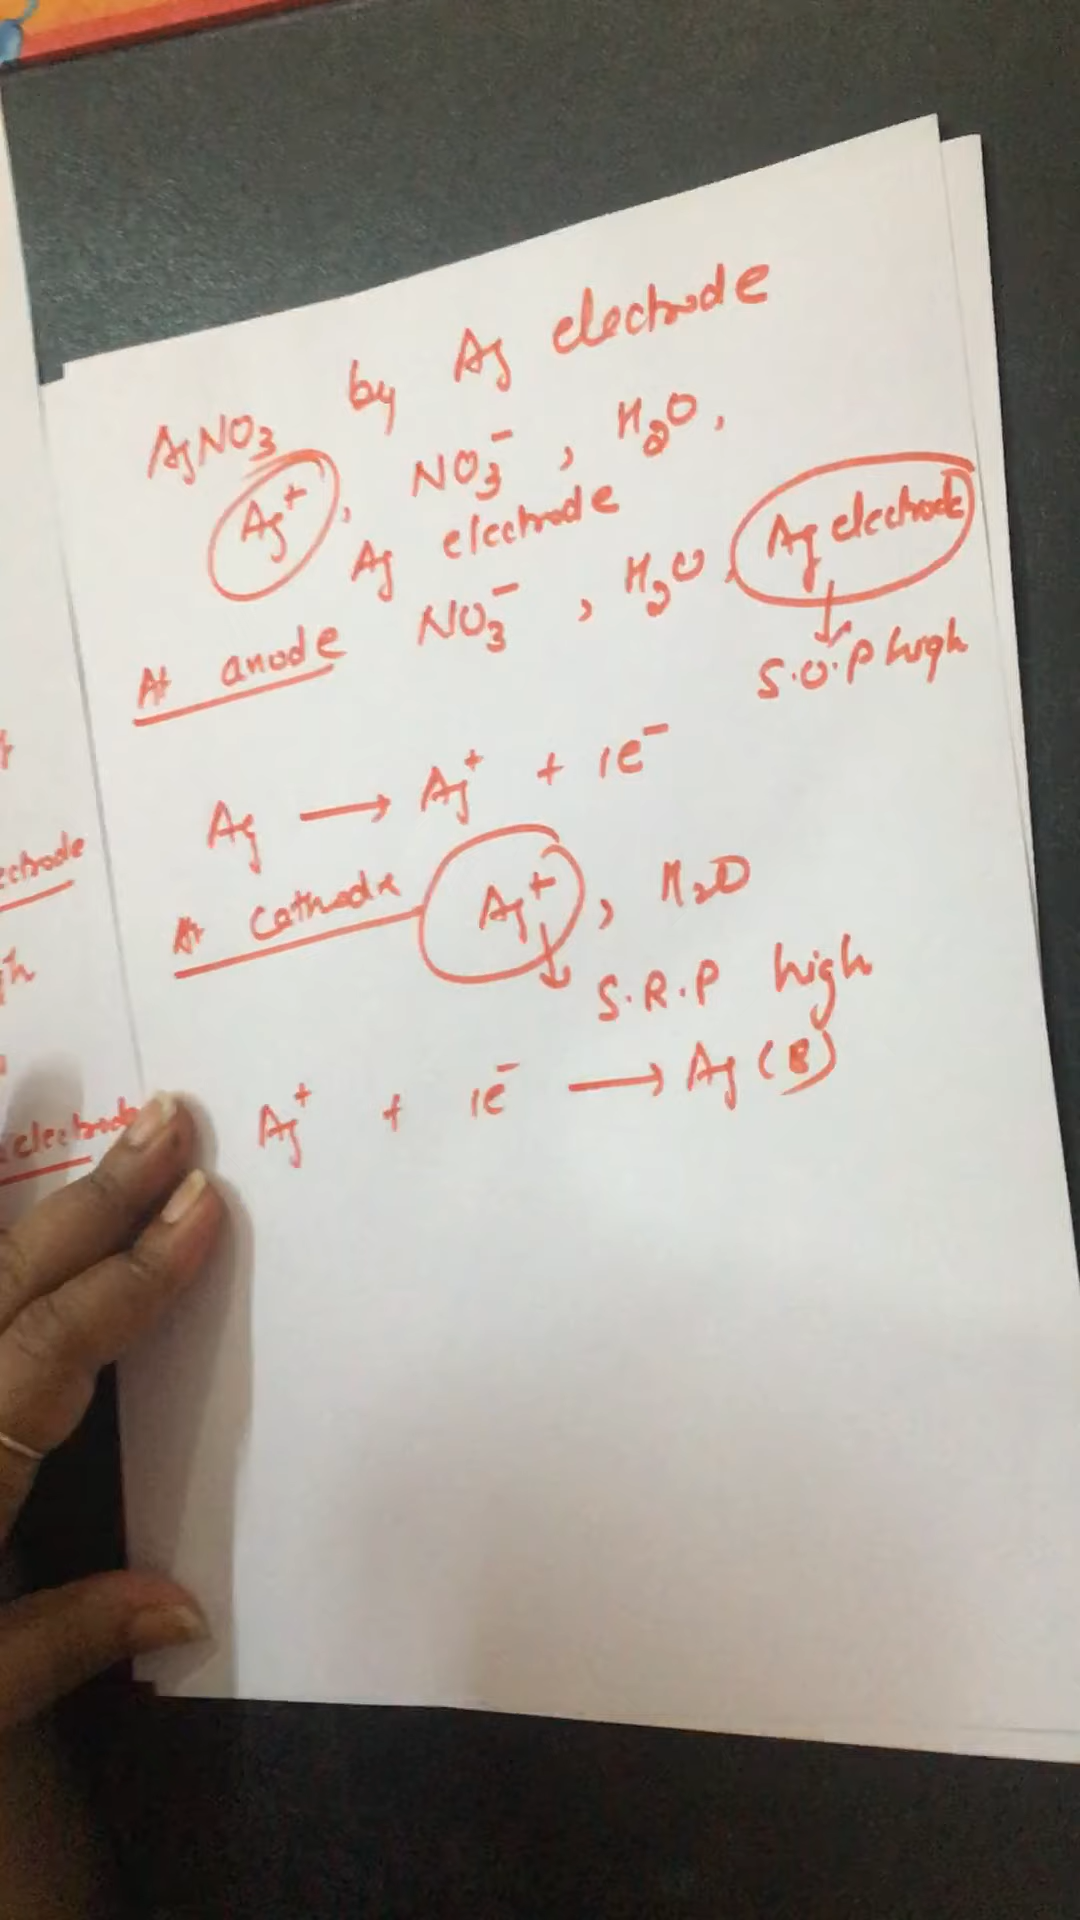 AgNO3 by Ag electrode
Ag+, NO3-, H2O,
Ag electrode
At anode NO3-, H2O, Ag electrode
S.O.P high
Ag → Ag+ + 1e-
At cathode Ag+, H2O
S.R.P high
Ag+ + 1e- → Ag (B)
electrode